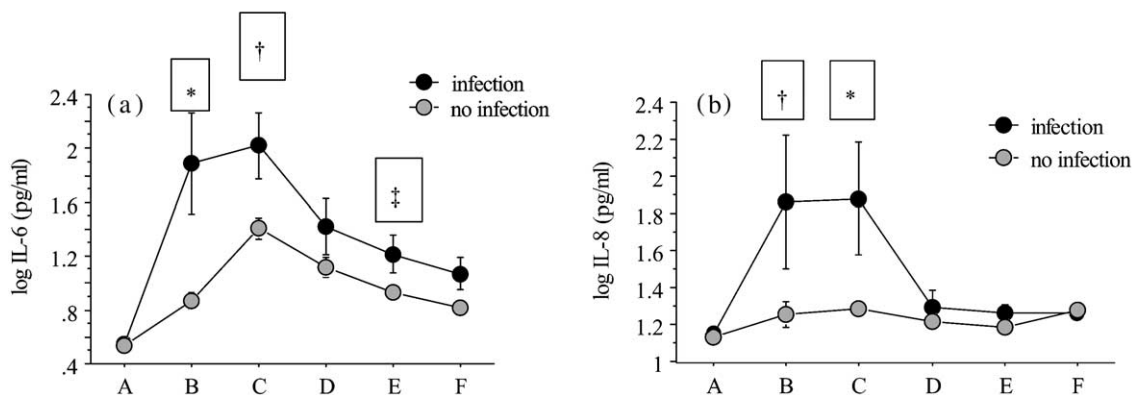 (a)
*
†
‡
infection
no infection
log IL-6 (pg/ml)
2.4
2
1.6
1.2
.8
.4
A B C D E F
(b)
†
*
infection
no infection
log IL-8 (pg/ml)
2.4
2.2
2
1.8
1.6
1.4
1.2
1
A B C D E F